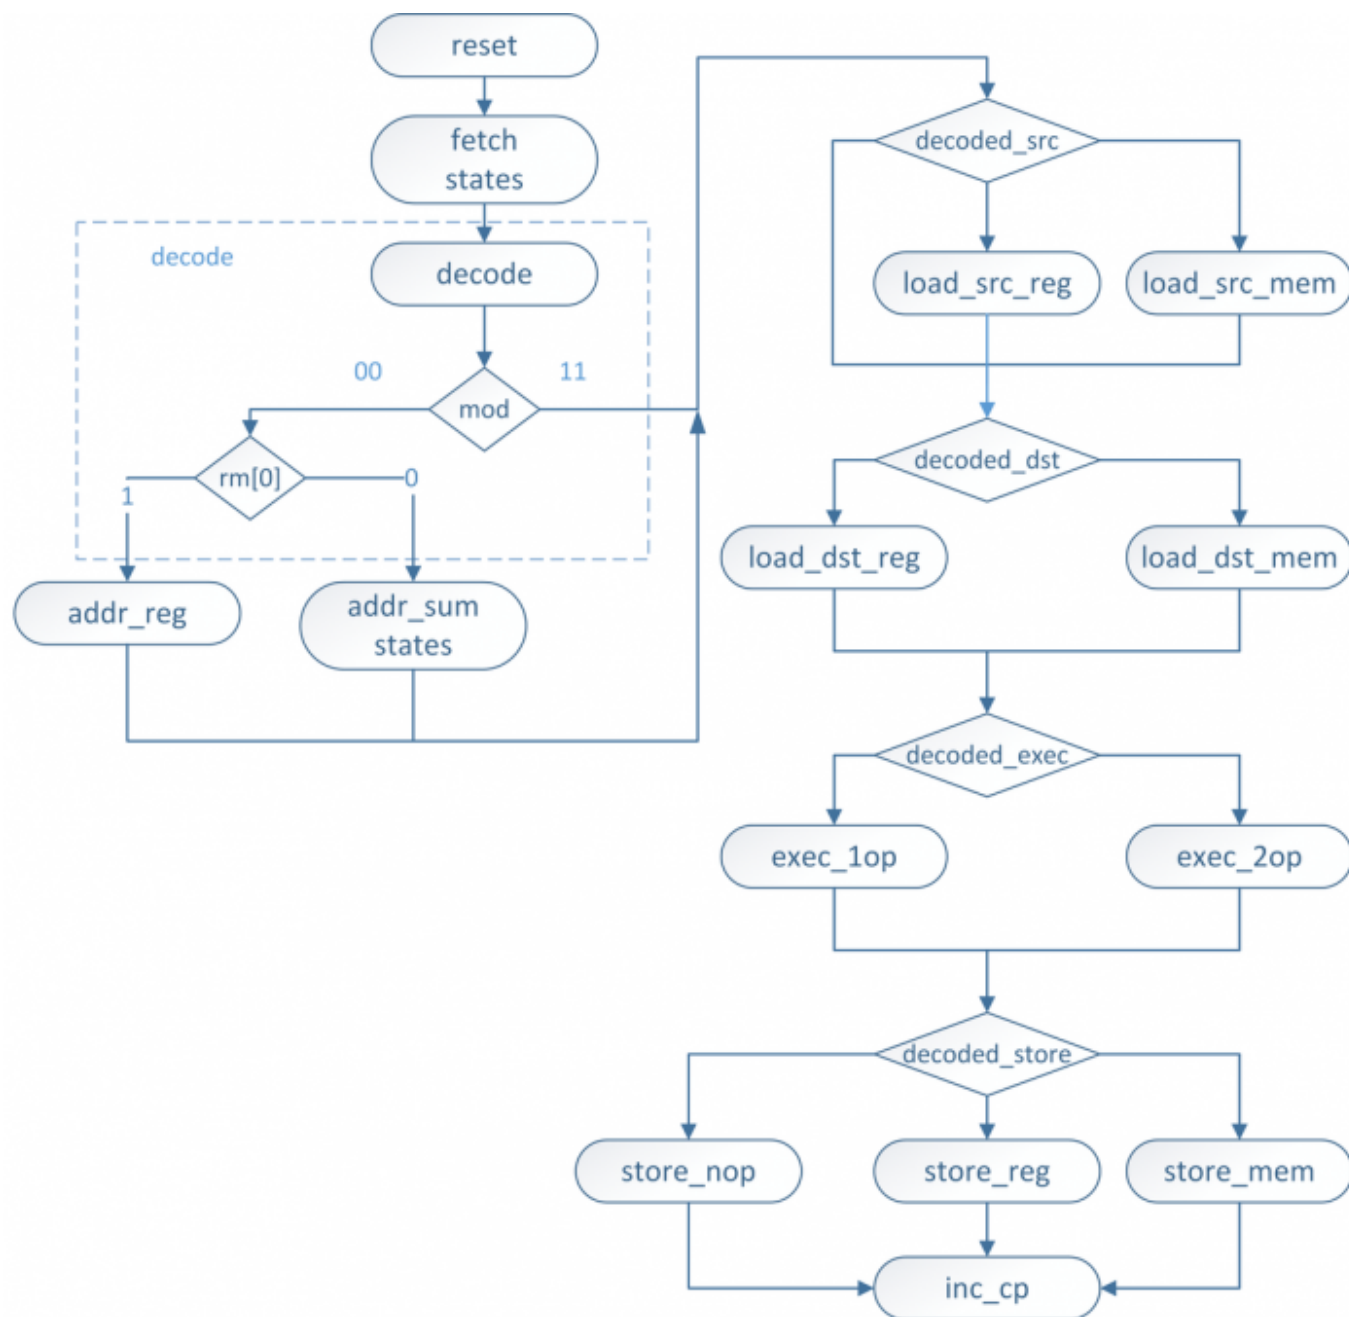 reset
fetch
states
decode
decode
00
11
mod
rm[0]
1
0
addr_reg
addr_sum
states
decoded_src
load_src_reg
load_src_mem
decoded_dst
load_dst_reg
load_dst_mem
decoded_exec
exec_1op
exec_2op
decoded_store
store_nop
store_reg
store_mem
inc_cp